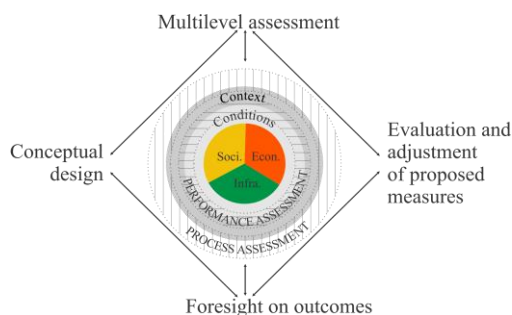 Multilevel assessment
Context
Conditions
Soci. Econ.
Infra.
PERFORMANCE ASSESSMENT
PROCESS ASSESSMENT
Conceptual
design
Evaluation and
adjustment
of proposed
measures
Foresight on outcomes